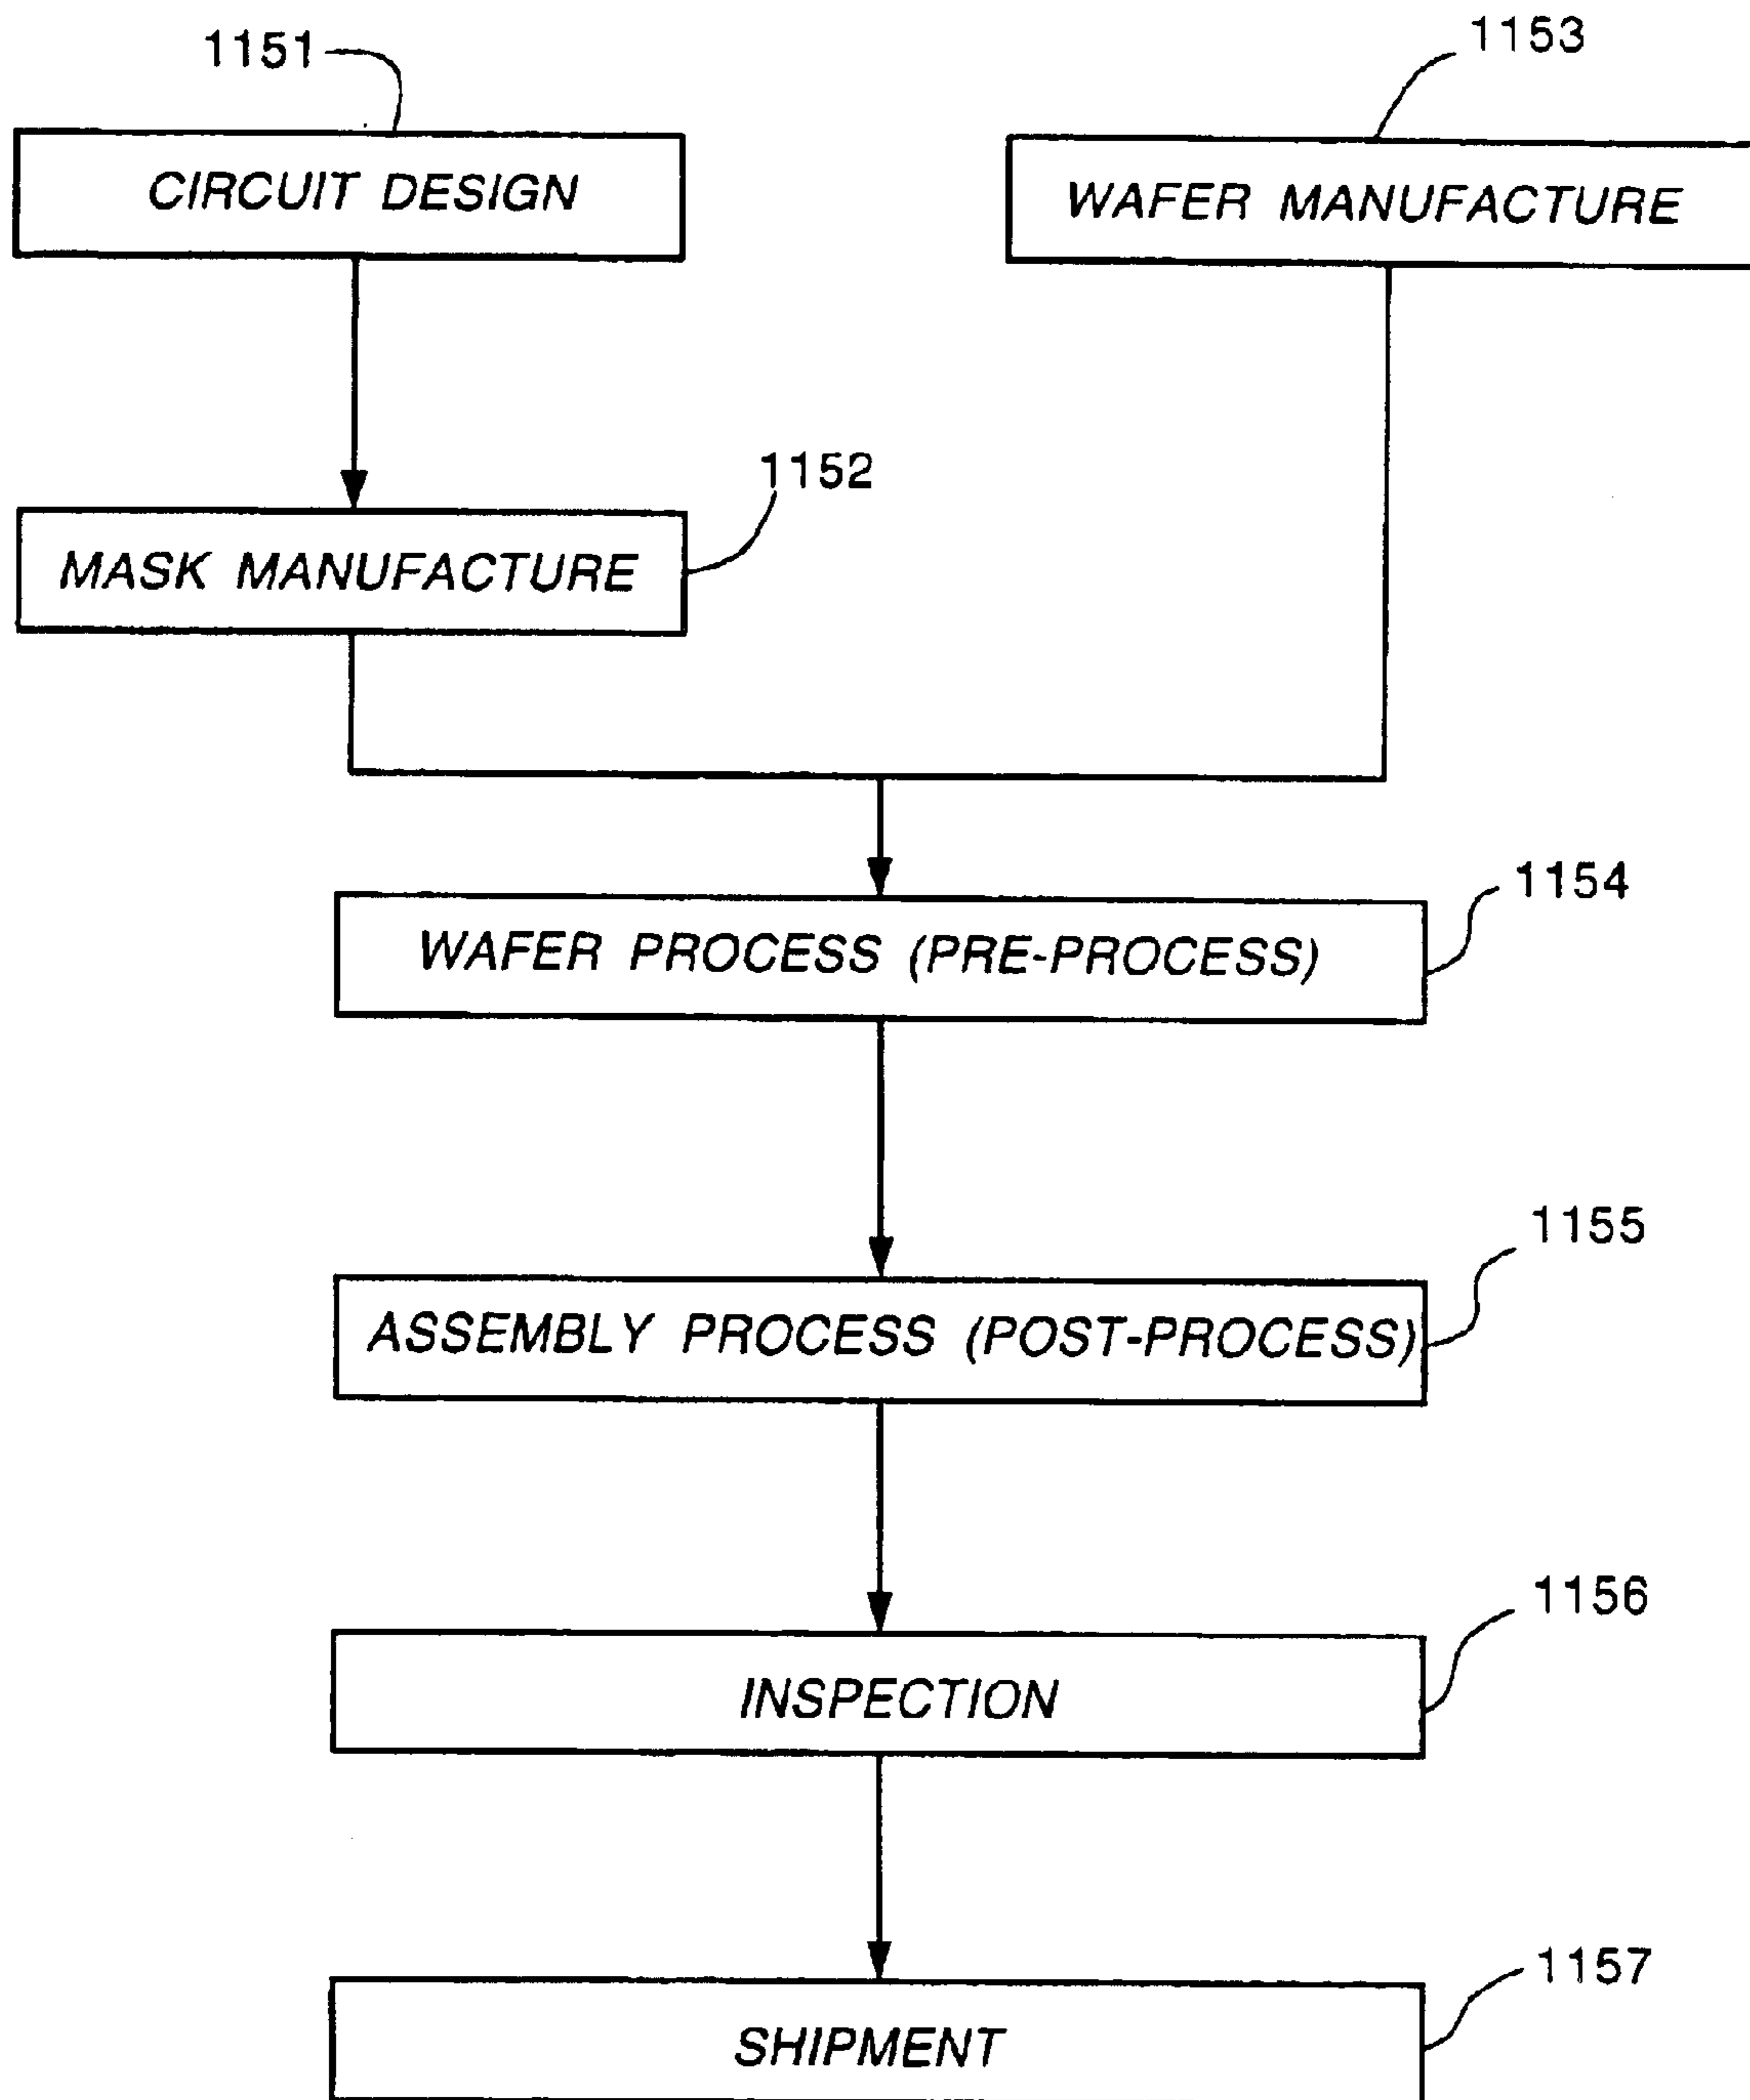 1151
1153
CIRCUIT DESIGN
WAFER MANUFACTURE
1152
MASK MANUFACTURE
1154
WAFER PROCESS (PRE-PROCESS)
1155
ASSEMBLY PROCESS (POST-PROCESS)
1156
INSPECTION
1157
SHIPMENT